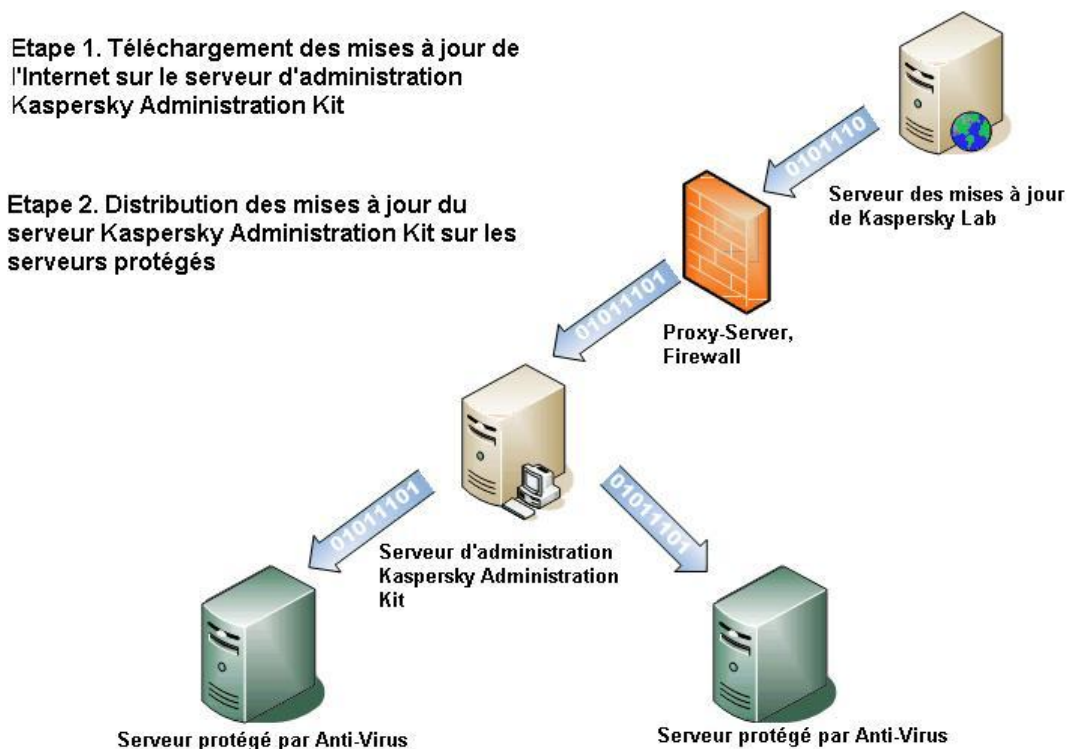 Etape 1. Téléchargement des mises à jour de
l'Internet sur le serveur d'administration
Kaspersky Administration Kit
0101110
Serveur des mises à jour
de Kaspersky Lab
Etape 2. Distribution des mises à jour du
serveur Kaspersky Administration Kit sur les
serveurs protégés
01011101
Proxy-Server,
Firewall
01011101
01011101
Serveur d'administration
Kaspersky Administration
Kit
Serveur protégé par Anti-Virus
Serveur protégé par Anti-Virus